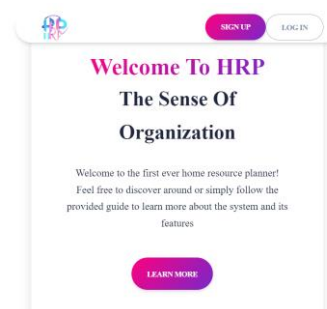 HRP
SIGN UP
LOG IN
Welcome To HRP
The Sense Of
Organization
Welcome to the first ever home resource planner!
Feel free to discover around or simply follow the
provided guide to learn more about the system and its
features
LEARN MORE